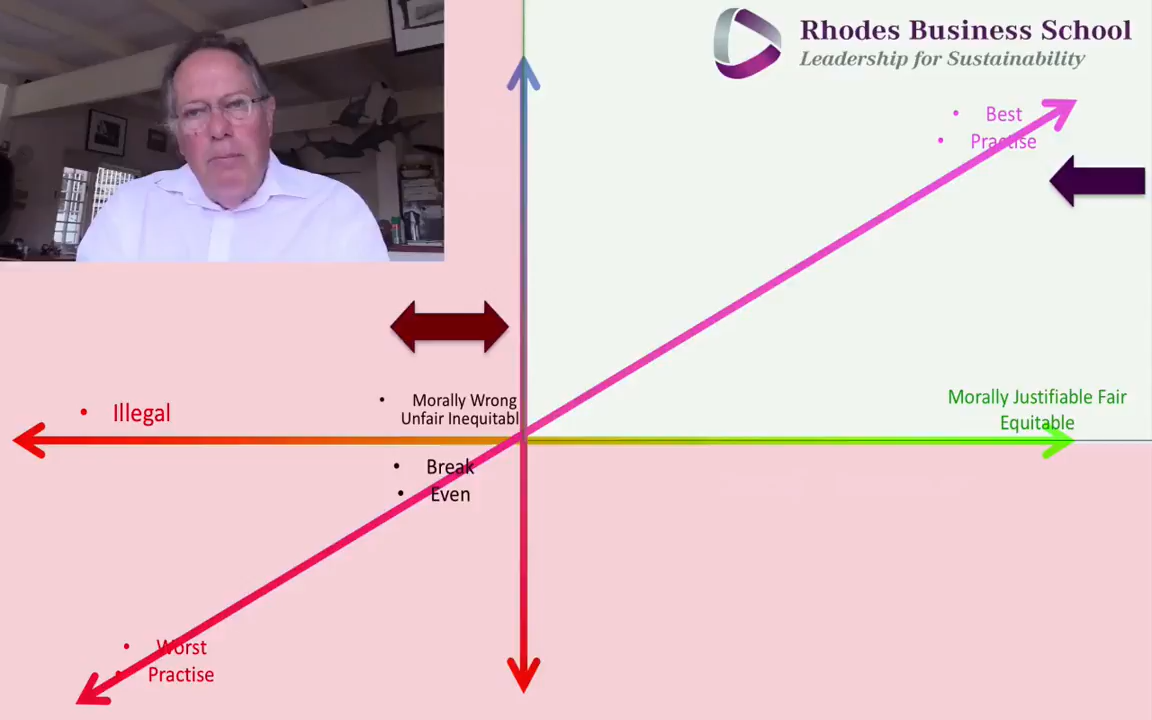 Rhodes Business School
Leadership for Sustainability
• Best
• Practise
• Illegal
• Morally Wrong
Unfair Inequitabl
Morally Justifiable Fair
Equitable
• Break
• Even
• Worst
• Practise